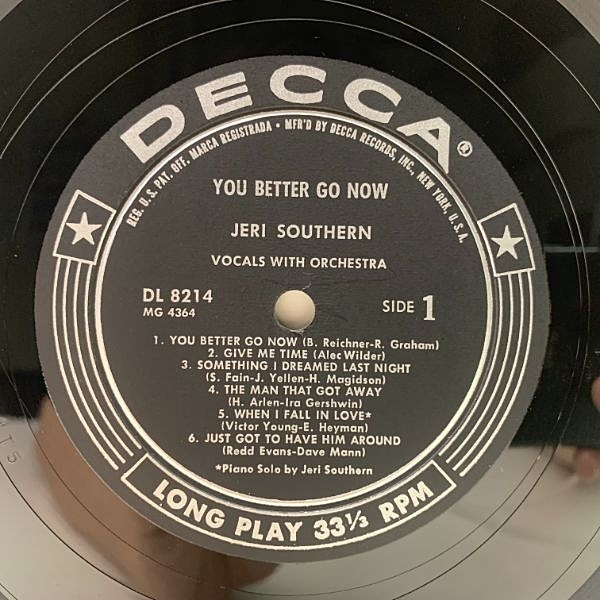 DECCA®
REG. U.S. PAT. OFF. MARCA REGISTRADA • MFR'D BY DECCA RECORDS, INC., NEW YORK, U.S.A.
YOU BETTER GO NOW
JERI SOUTHERN
VOCALS WITH ORCHESTRA
DL 8214
MG 4364
SIDE 1
1. YOU BETTER GO NOW (B. Reichner-R. Graham)
2. GIVE ME TIME (Alec Wilder)
3. SOMETHING I DREAMED LAST NIGHT
(S. Fain-J. Yellen-H. Magidson)
4. THE MAN THAT GOT AWAY
(H. Arlen-Ira Gershwin)
5. WHEN I FALL IN LOVE*
(Victor Young-E. Heyman)
6. JUST GOT TO HAVE HIM AROUND
(Redd Evans-Dave Mann)
*Piano Solo by Jeri Southern
LONG PLAY 33⅓ RPM